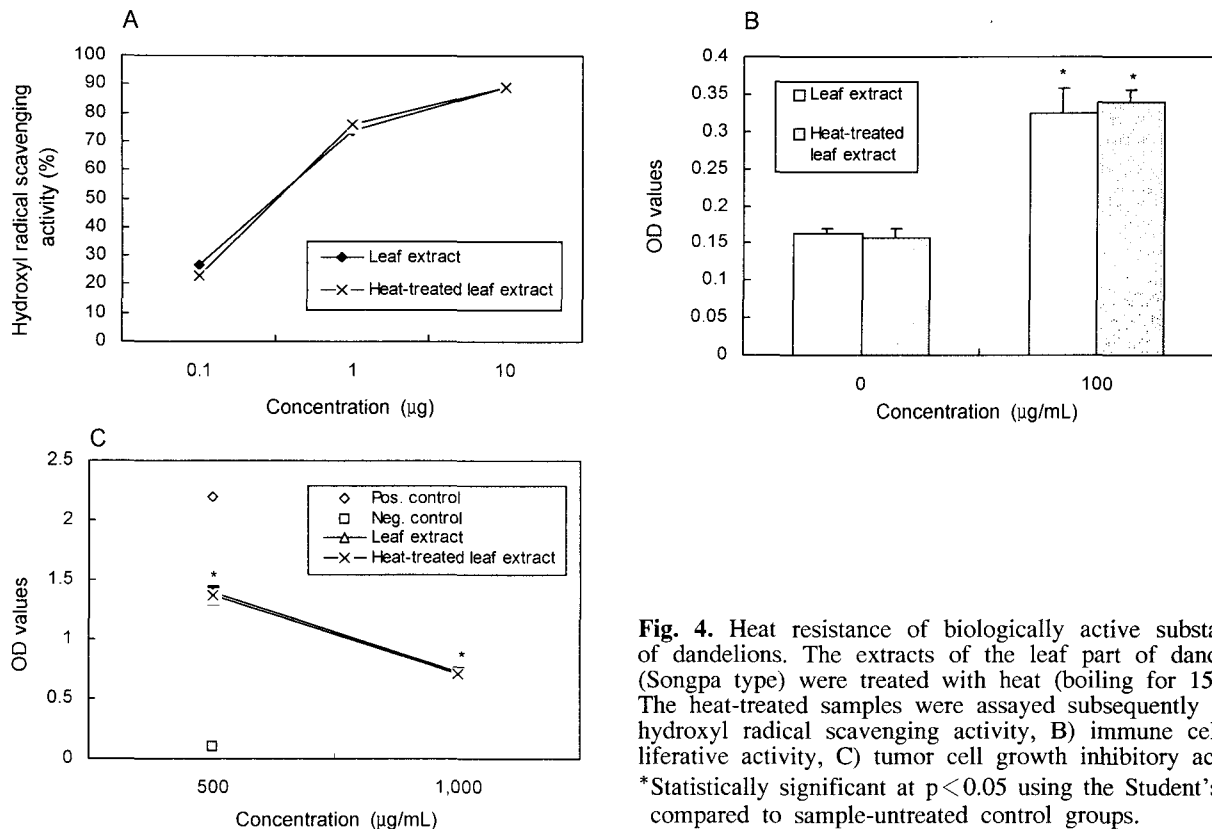 A
100
90
80
70
60
50
40
30
20
10
0
Hydroxyl radical scavenging
activity (%)
Leaf extract
Heat-treated leaf extract
0.1 1 10
Concentration (μg)
B
0.4
0.35
0.3
0.25
0.2
0.15
0.1
0.05
0
OD values
Leaf extract
Heat-treated
leaf extract
* *
0 100
Concentration (μg/mL)
C
2.5
2
1.5
1
0.5
0
OD values
Pos. control
Neg. control
Leaf extract
Heat-treated leaf extract
*
*
500 1,000
Concentration (μg/mL)
Fig. 4. Heat resistance of biologically active substa
of dandelions. The extracts of the leaf part of dand
(Songpa type) were treated with heat (boiling for 15
The heat-treated samples were assayed subsequently
hydroxyl radical scavenging activity, B) immune cel
liferative activity, C) tumor cell growth inhibitory ac
*Statistically significant at p<0.05 using the Student's
compared to sample-untreated control groups.